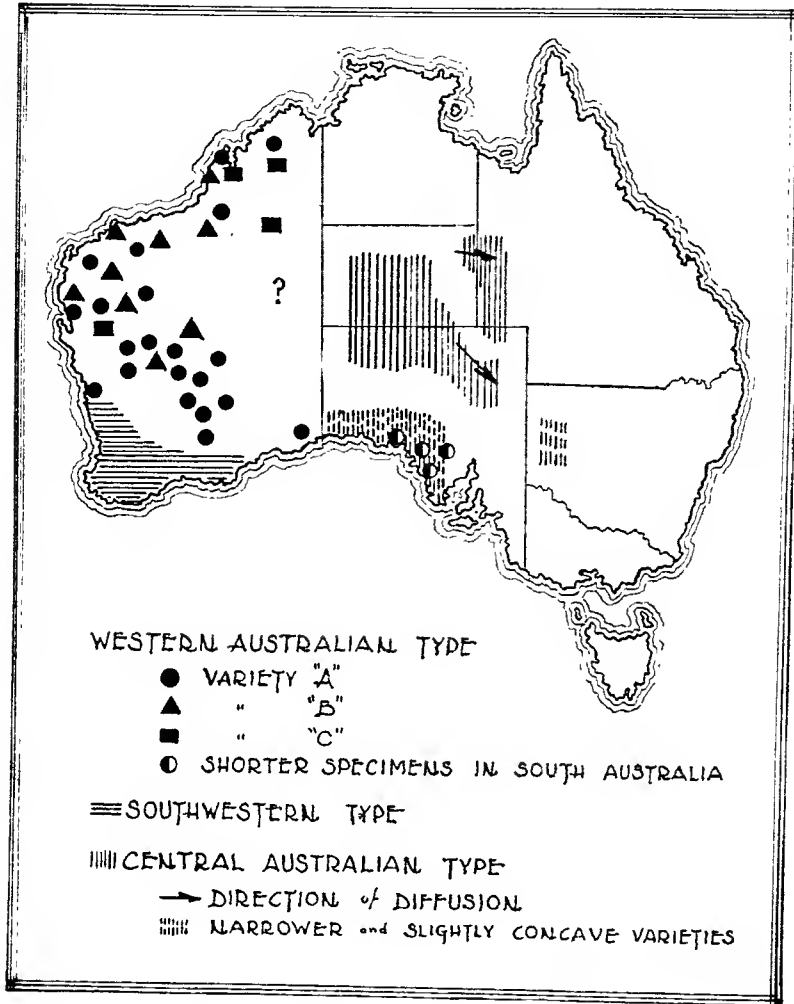 ?
WESTERN AUSTRALIAN TYPE
VARIETY "A"
" "B"
" "C"
SHORTER SPECIMENS IN SOUTH AUSTRALIA
SOUTHWESTERN TYPE
CENTRAL AUSTRALIAN TYPE
DIRECTION of DIFFUSION
NARROWER and SLIGHTLY CONCAVE VARIETIES